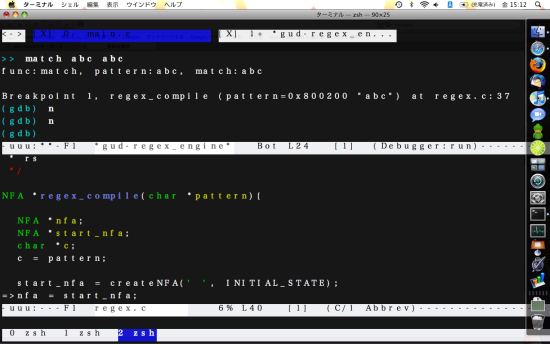 ターミナル シェル 編集 表示 ウインドウ ヘルプ (充電済み) 金 15:12
ターミナル — zsh — 90×25
<-> [X] 0: majo.c [X] 1+ *gud-regex_en...
>> match abc abc
func:match, pattern:abc, match:abc
Breakpoint 1, regex_compile (pattern=0x800200 "abc") at regex.c:37
(gdb) n
(gdb) n
(gdb)
-uuu:**-F1 *gud-regex_engine* Bot L24 [1] (Debugger:run)
* rs
*/
NFA *regex_compile(char *pattern){
NFA *nfa;
NFA *start_nfa;
char *c;
c = pattern;
start_nfa = createNFA(' ', INITIAL_STATE);
=>nfa = start_nfa;
-uuu:---F1 regex.c 6% L40 [1] (C/l Abbrev)
0 zsh 1 zsh 2 zsh